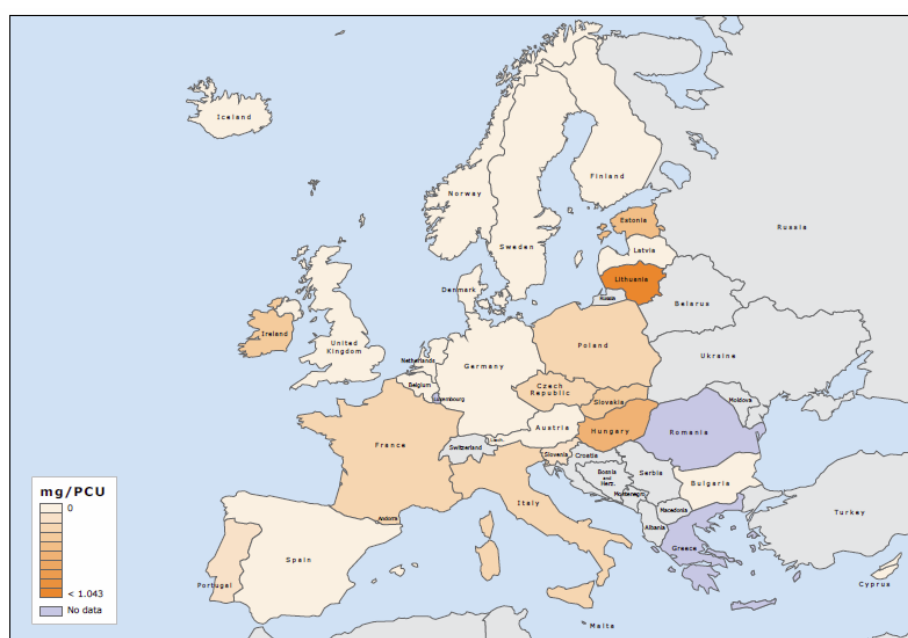 Iceland
Norway
Finland
Sweden
Russia
Estonia
Latvia
Lithuania
Russia
Belarus
Denmark
Ireland
United
Kingdom
Netherlands
Belgium
Luxembourg
Germany
Poland
Ukraine
Czech
Republic
Slovakia
Moldova
Austria
Hungary
Romania
France
Switzerland
Liech.
Slovenia
Croatia
Bosnia
and
Herz.
Serbia
Montenegro
Bulgaria
Macedonia
Albania
Italy
Andorra
Spain
Portugal
Greece
Turkey
Cyprus
Malta
mg/PCU
0
< 1.043
No data